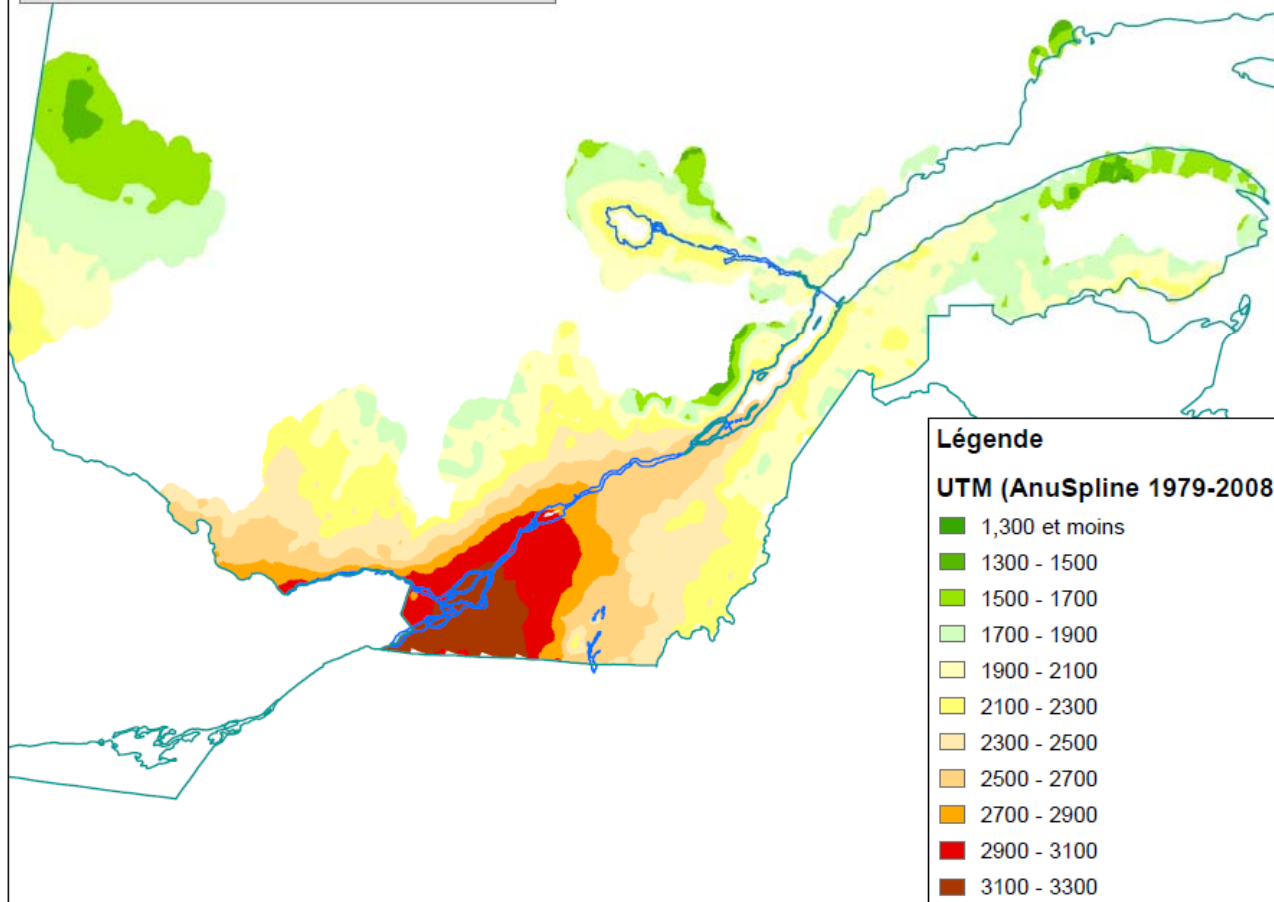 Légende
UTM (AnuSpline 1979-2008
1,300 et moins
1300 - 1500
1500 - 1700
1700 - 1900
1900 - 2100
2100 - 2300
2300 - 2500
2500 - 2700
2700 - 2900
2900 - 3100
3100 - 3300